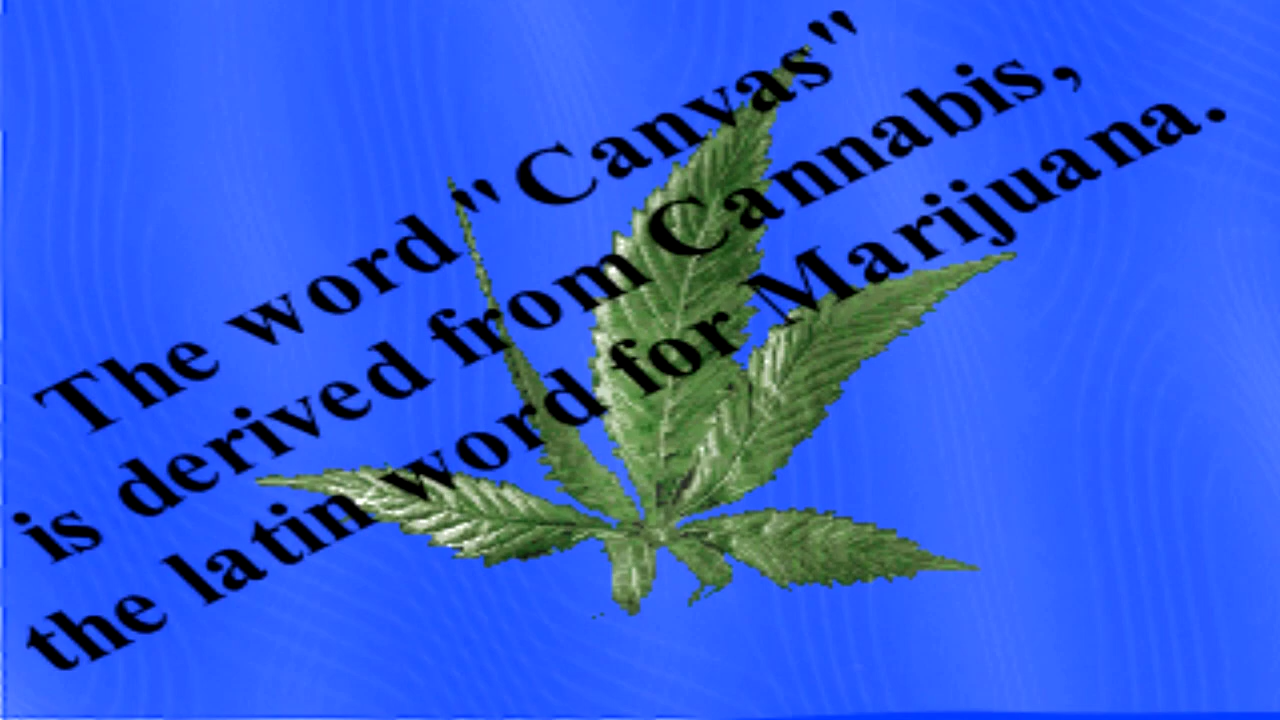 The word "Canvas"
is derived from Cannabis,
the latin word for Marijuana.